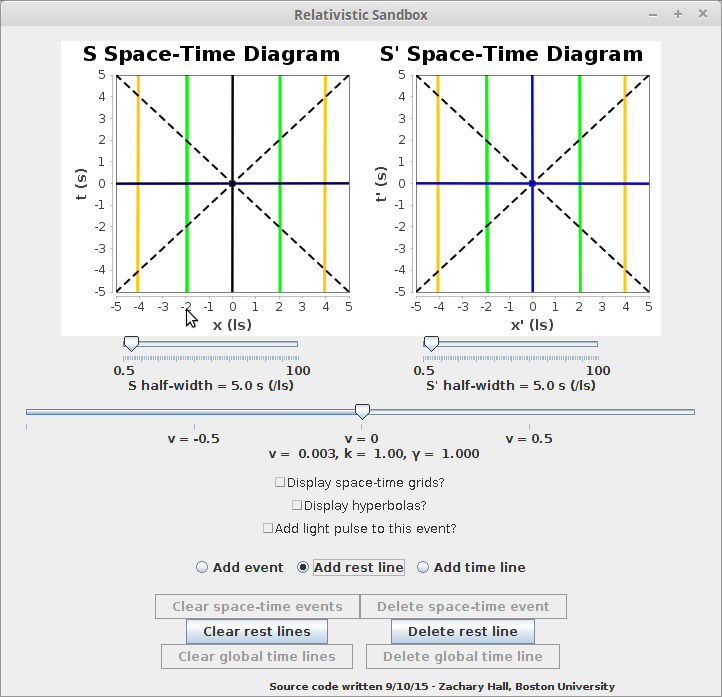 Relativistic Sandbox
S Space-Time Diagram
S' Space-Time Diagram
5
4
3
2
1
0
-1
-2
-3
-4
-5
t (s)
-5 -4 -3 -2 -1 0 1 2 3 4 5
x (ls)
5
4
3
2
1
0
-1
-2
-3
-4
-5
t' (s)
-5 -4 -3 -2 -1 0 1 2 3 4 5
x' (ls)
0.5 100
S half-width = 5.0 s (/ls)
0.5 100
S' half-width = 5.0 s (/ls)
v = -0.5 v = 0 v = 0.5
v = 0.003, k = 1.00, γ = 1.000
Display space-time grids?
Display hyperbolas?
Add light pulse to this event?
Add event Add rest line Add time line
Clear space-time events Delete space-time event
Clear rest lines Delete rest line
Clear global time lines Delete global time line
Source code written 9/10/15 - Zachary Hall, Boston University